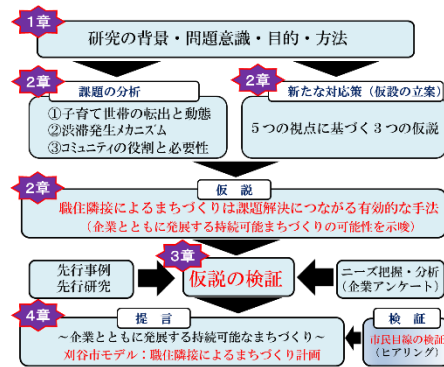 1章
研究の背景・問題意識・目的・方法
2章
課題の分析
①子育て世帯の転出と動態
②渋滞発生メカニズム
③コミュニティの役割と必要性
2章
新たな対応策（仮設の立案）
5つの視点に基づく3つの仮説
2章
仮説
職住隣接によるまちづくりは課題解決につながる有効的な手法
（企業とともに発展する持続可能まちづくりの可能性を示唆）
先行事例
先行研究
3章
仮説の検証
ニーズ把握・分析
（企業アンケート）
4章
提言
～企業とともに発展する持続可能なまちづくり～
刈谷市モデル：職住隣接によるまちづくり計画
検証
市民目線の検証
（ヒアリング）